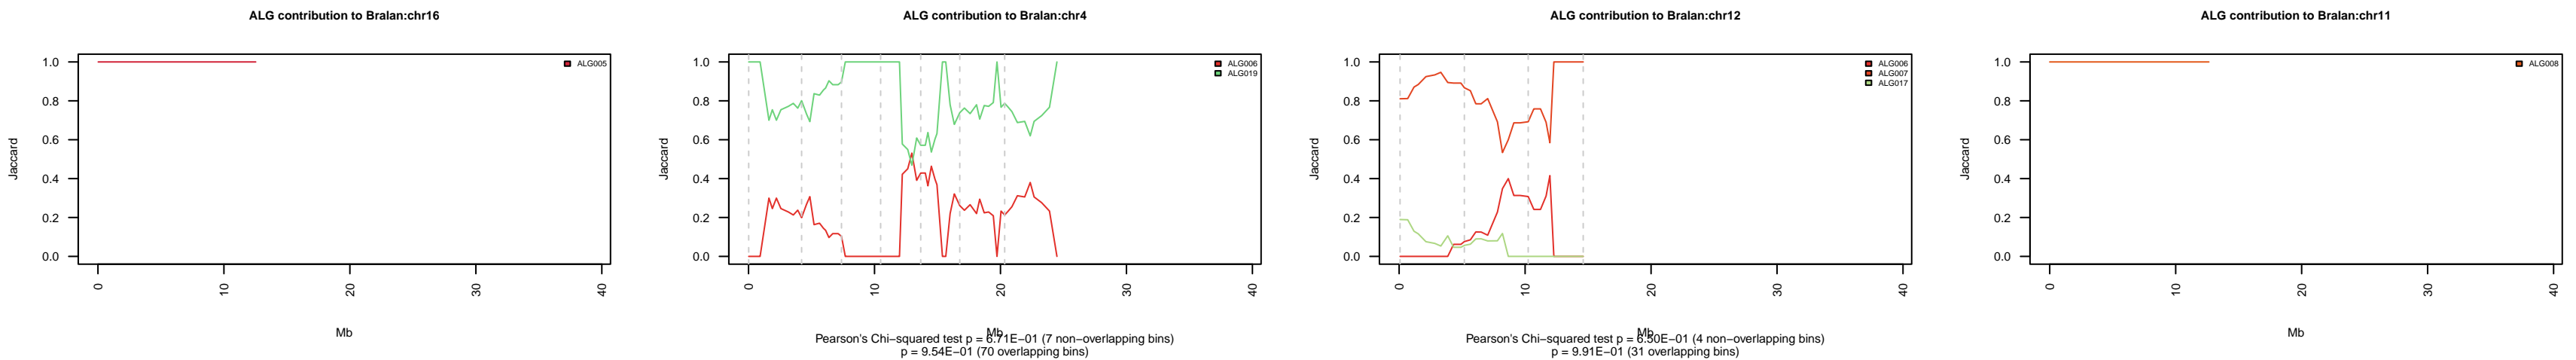 ALG contribution to Bralan:chr16
ALG005
1.0
0.8
0.6
0.4
0.2
0.0
Jaccard
0
10
20
30
40
Mb
ALG contribution to Bralan:chr4
ALG006
ALG019
1.0
0.8
0.6
0.4
0.2
0.0
Jaccard
0
10
20
30
40
Mb
Pearson's Chi−squared test p = 6.71E−01 (7 non−overlapping bins)
p = 9.54E−01 (70 overlapping bins)
ALG contribution to Bralan:chr12
ALG006
ALG007
ALG017
1.0
0.8
0.6
0.4
0.2
0.0
Jaccard
0
10
20
30
40
Mb
Pearson's Chi−squared test p = 6.50E−01 (4 non−overlapping bins)
p = 9.91E−01 (31 overlapping bins)
ALG contribution to Bralan:chr11
ALG008
1.0
0.8
0.6
0.4
0.2
0.0
Jaccard
0
10
20
30
40
Mb